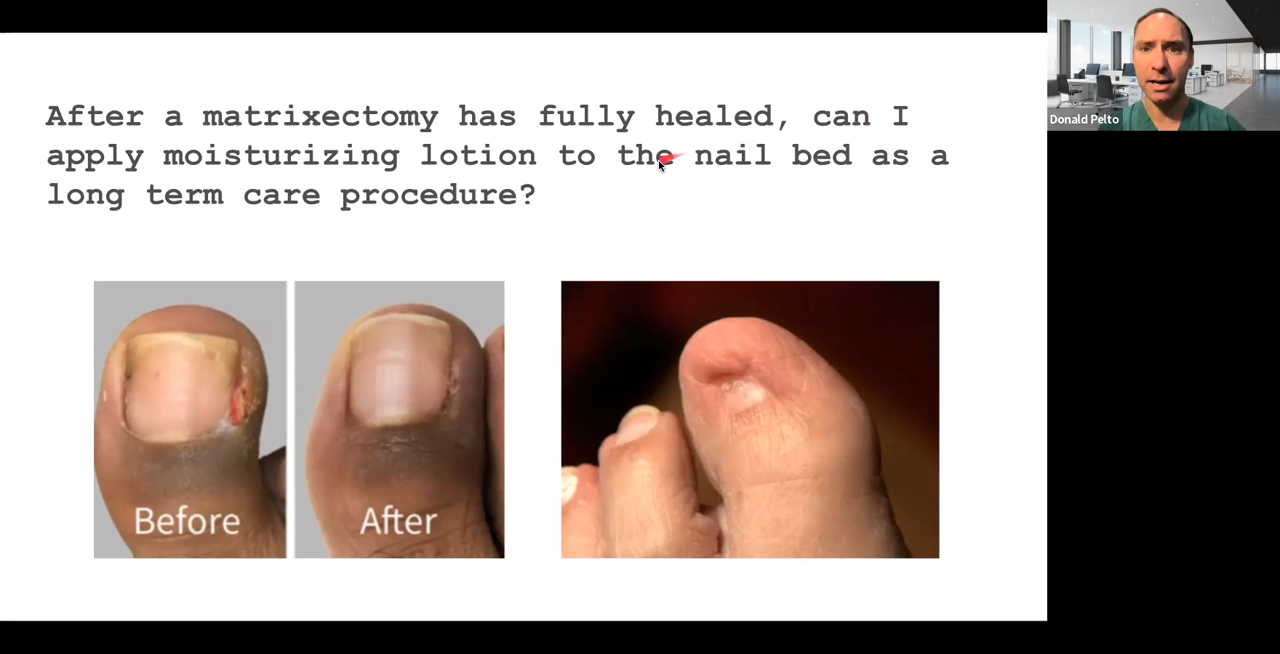 After a matrixectomy has fully healed, can I
apply moisturizing lotion to the nail bed as a
long term care procedure?
Before
After
Donald Pelto